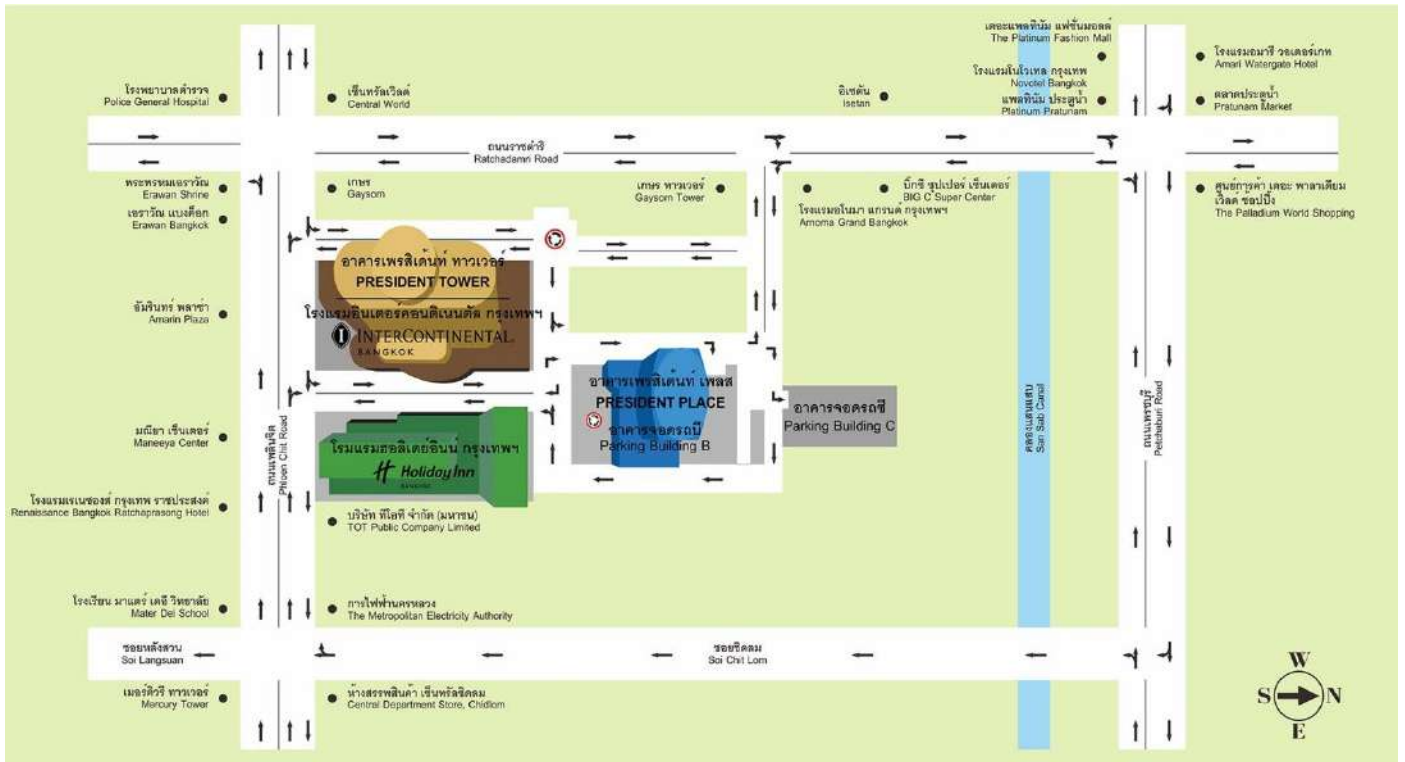 เดอะแพลทินัม แฟชั่นมอลล์
The Platinum Fashion Mall
โรงแรมอมารี วอเตอร์เกท
Amari Watergate Hotel
โรงแรมโนโวเทล กรุงเทพ
Novotel Bangkok
แพลทินัม ประตูน้ำ
Platinum Pratunam
ตลาดประตูน้ำ
Pratunam Market
โรงพยาบาลตำรวจ
Police General Hospital
เซ็นทรัลเวิลด์
Central World
อิเซตัน
Isetan
ถนนราชดำริ
Ratchadamri Road
พระพรหมเอราวัณ
Erawan Shrine
เกษร
Gaysorn
เกษร ทาวเวอร์
Gaysorn Tower
บิ๊กซี ซุปเปอร์ เซ็นเตอร์
BIG C Super Center
โรงแรมอโนมา แกรนด์ กรุงเทพฯ
Arnoma Grand Bangkok
ศูนย์การค้า เดอะ พาลาเดียม
เวิลด์ ช้อปปิ้ง
The Palladium World Shopping
เอราวัณ แบงค็อก
Erawan Bangkok
อาคารเพรสิเด้นท์ ทาวเวอร์
PRESIDENT TOWER
โรงแรมอินเตอร์คอนติเนนตัล กรุงเทพฯ
INTERCONTINENTAL
BANGKOK
อัมรินทร์ พลาซ่า
Amarin Plaza
อาคารเพรสิเด้นท์ เพลส
PRESIDENT PLACE
อาคารจอดรถบี
Parking Building B
อาคารจอดรถซี
Parking Building C
มณียา เซ็นเตอร์
Maneeya Center
ถนนเพลินจิต
Phloen Chit Road
โรมแรมฮอลิเดย์อินน์ กรุงเทพฯ
Holiday Inn
BANGKOK
คลองแสนแสบ
San Sab Canal
ถนนเพชรบุรี
Petchaburi Road
โรงแรมเรเนซองส์ กรุงเทพ ราชประสงค์
Renaissance Bangkok Ratchaprasong Hotel
บริษัท ทีโอที จำกัด (มหาชน)
TOT Public Company Limited
โรงเรียน มาแตร์ เดอี วิทยาลัย
Mater Dei School
การไฟฟ้านครหลวง
The Metropolitan Electricity Authority
ซอยหลังสวน
Soi Langsuan
ซอยชิดลม
Soi Chit Lom
เมอร์คิวรี ทาวเวอร์
Mercury Tower
ห้างสรรพสินค้า เซ็นทรัลชิดลม
Central Department Store, Chidlom
W
S N
E